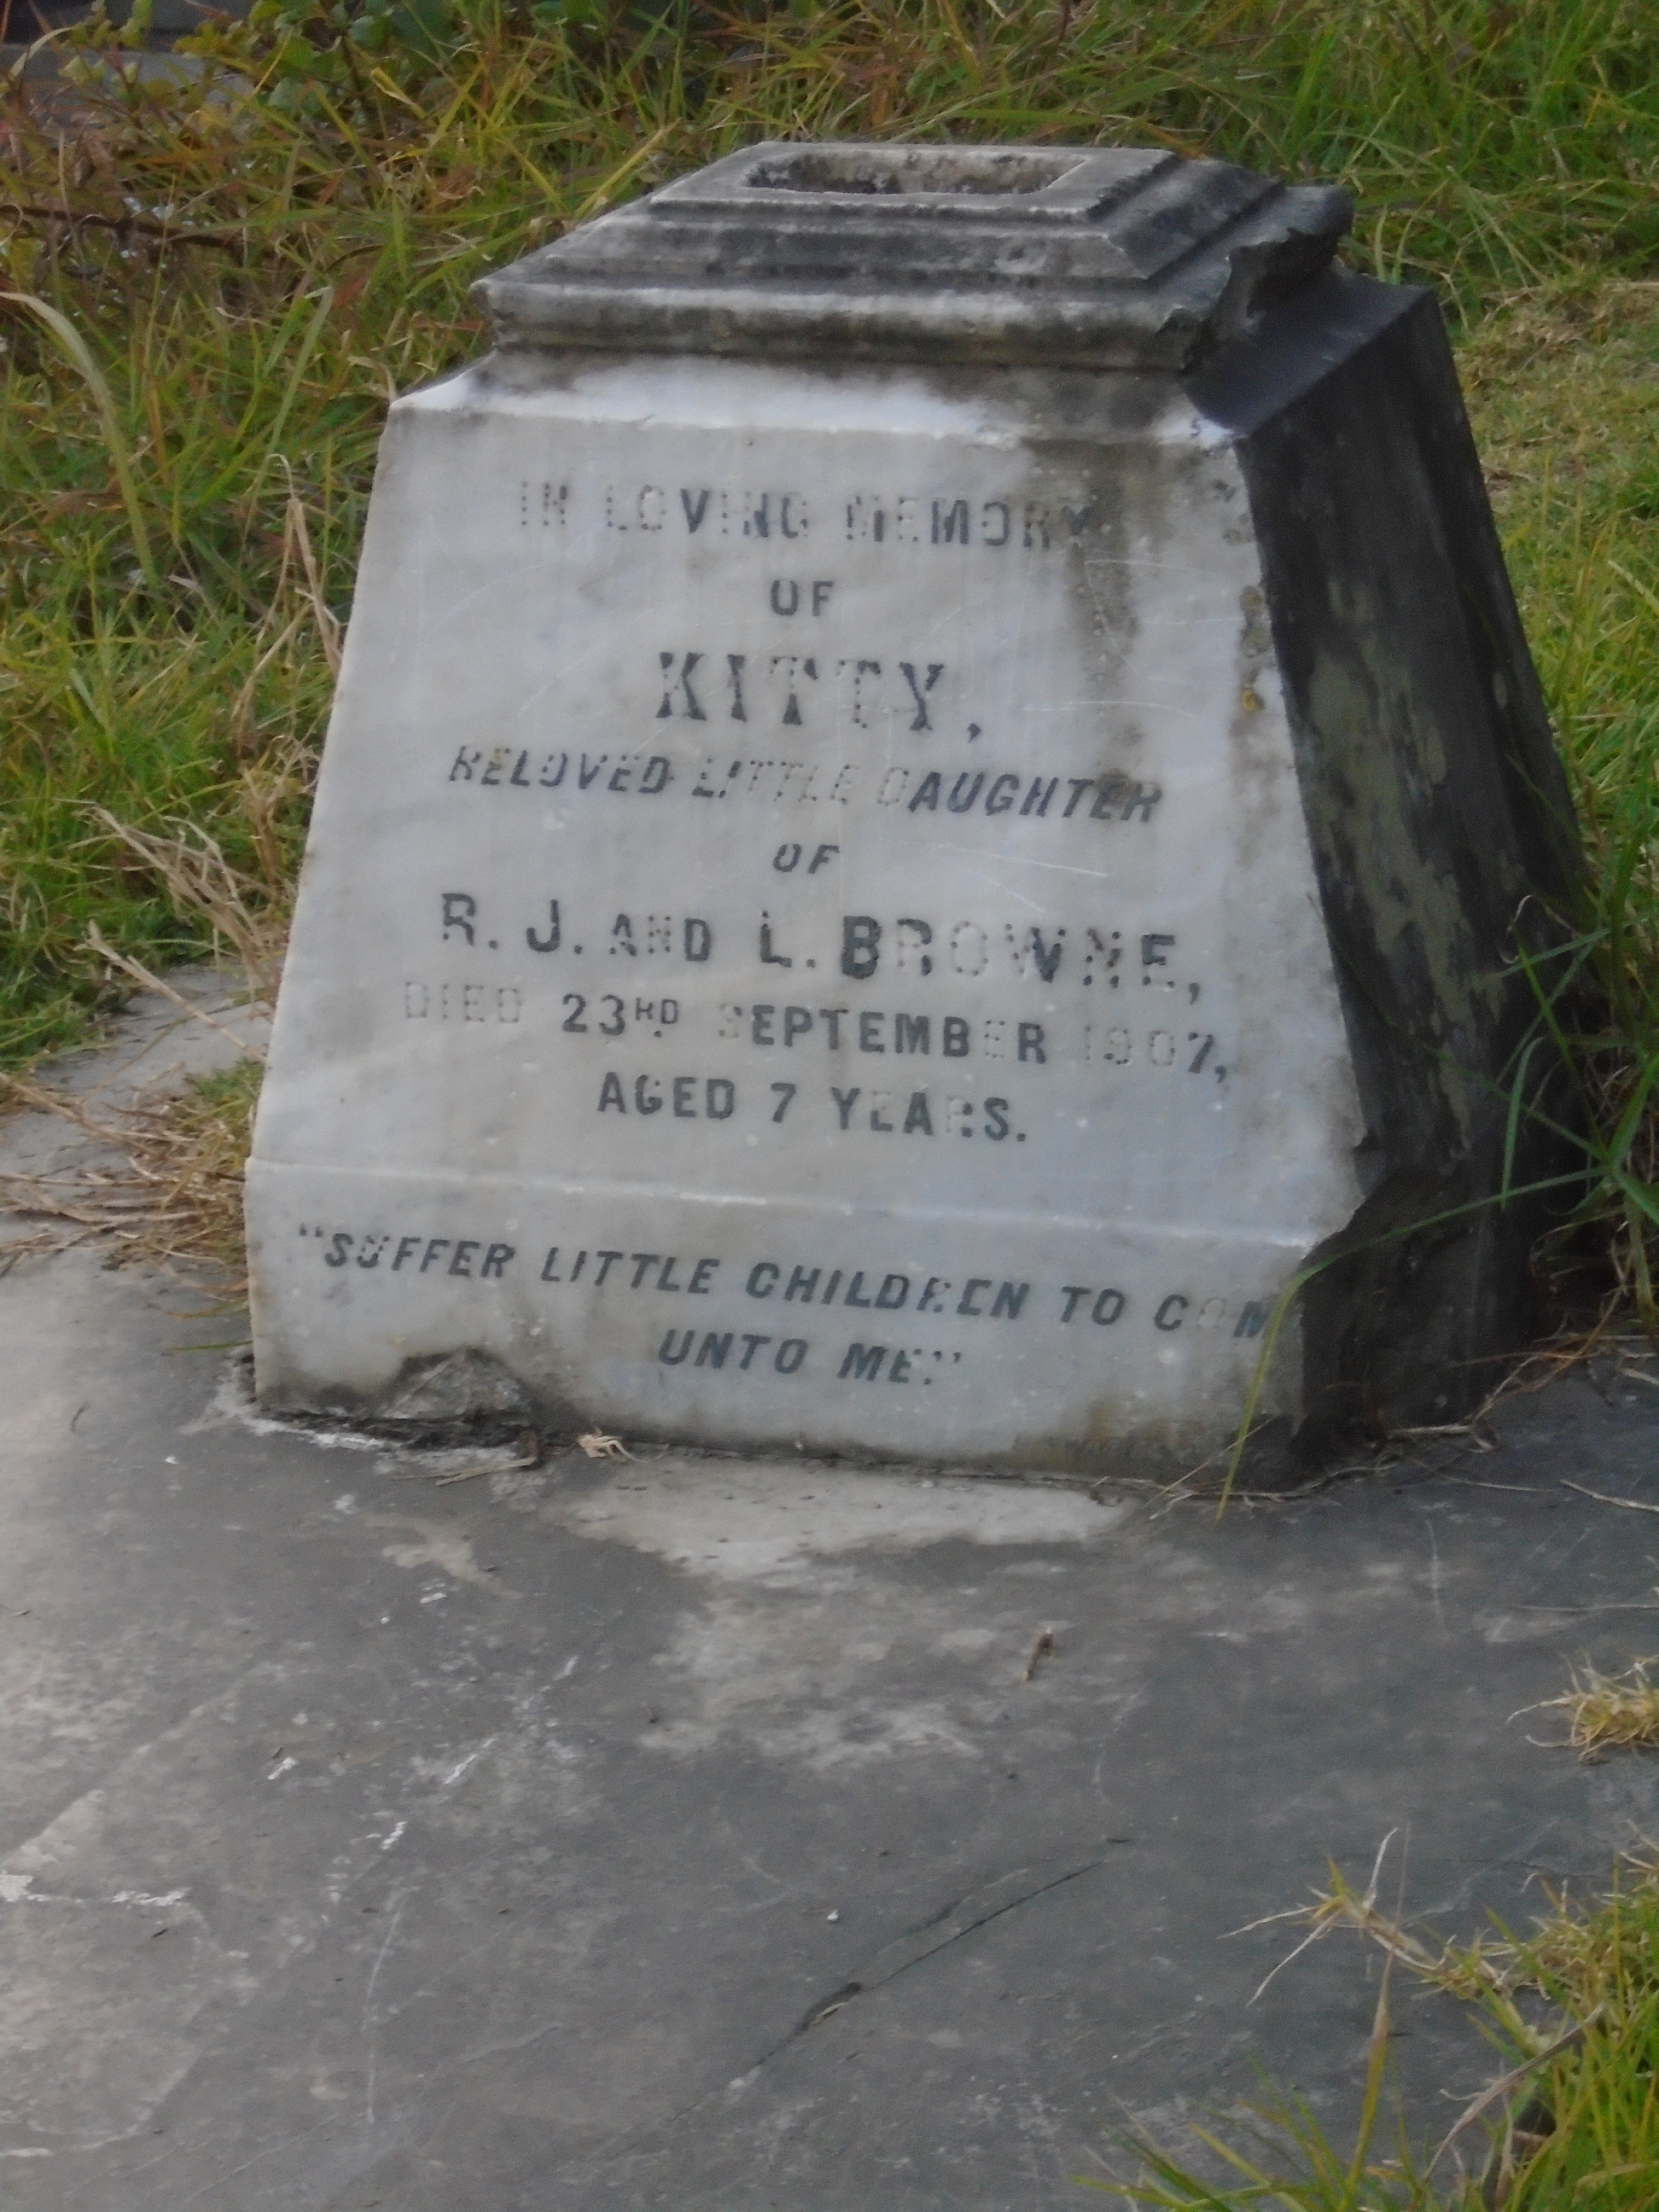 IN LOVING MEMORY
OF
KITTY,
BELOVED LITTLE DAUGHTER
OF
R. J. AND L. BROWNE,
DIED 23RD SEPTEMBER 1907,
AGED 7 YEARS.
"SUFFER LITTLE CHILDREN TO COM
UNTO ME."